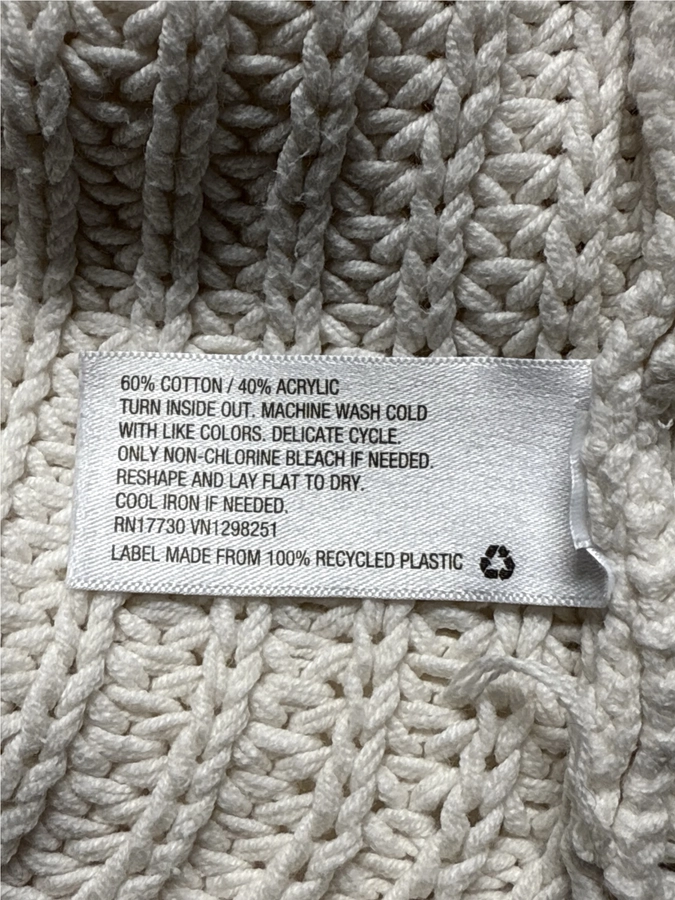 60% COTTON / 40% ACRYLIC
TURN INSIDE OUT. MACHINE WASH COLD
WITH LIKE COLORS. DELICATE CYCLE.
ONLY NON-CHLORINE BLEACH IF NEEDED.
RESHAPE AND LAY FLAT TO DRY.
COOL IRON IF NEEDED.
RN17730 VN1298251
LABEL MADE FROM 100% RECYCLED PLASTIC